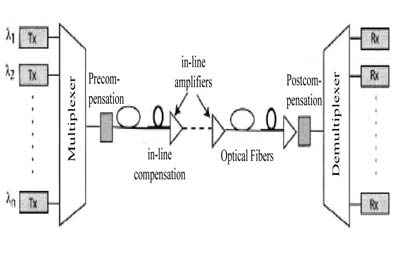 λ1 Tx
λ2 Tx
λn Tx
Multiplexer
Precom-
pensation
in-line
amplifiers
in-line
compensation
Optical Fibers
Postcom-
pensation
Demultiplexer
Rx
Rx
Rx